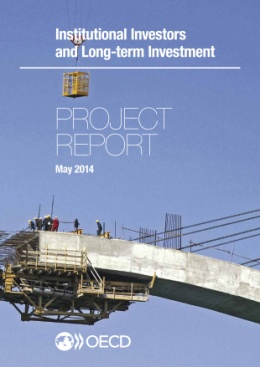 Institutional Investors
and Long-term Investment
PROJECT
REPORT
May 2014
OECD